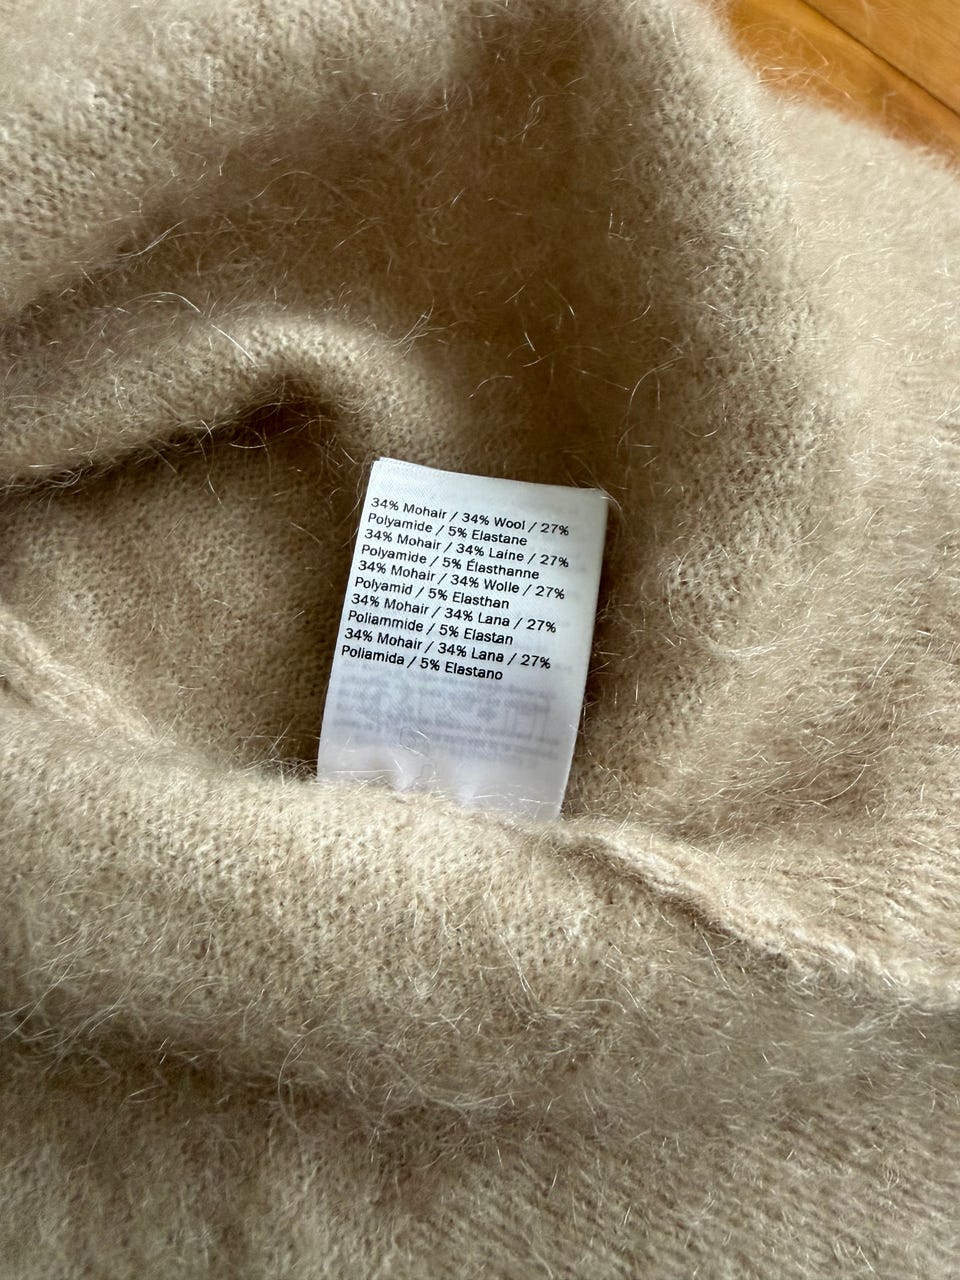 34% Mohair / 34% Wool / 27%
Polyamide / 5% Elastane
34% Mohair / 34% Laine / 27%
Polyamide / 5% Élasthanne
34% Mohair / 34% Wolle / 27%
Polyamid / 5% Elasthan
34% Mohair / 34% Lana / 27%
Poliammide / 5% Elastan
34% Mohair / 34% Lana / 27%
Poliamida / 5% Elastano